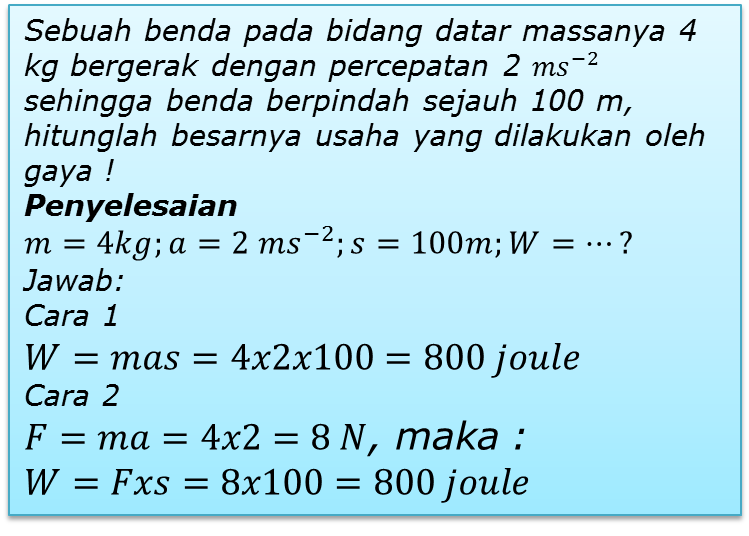 Sebuah benda pada bidang datar massanya 4
kg bergerak dengan percepatan 2 ms⁻²
sehingga benda berpindah sejauh 100 m,
hitunglah besarnya usaha yang dilakukan oleh
gaya !
Penyelesaian
m = 4kg; a = 2 ms⁻²; s = 100m; W = ⋯ ?
Jawab:
Cara 1
W = mas = 4x2x100 = 800 joule
Cara 2
F = ma = 4x2 = 8 N, maka :
W = Fxs = 8x100 = 800 joule